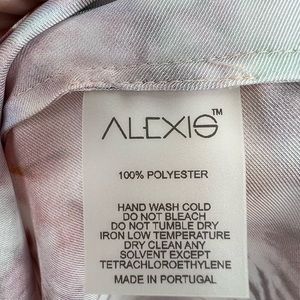 ALEXIS™
100% POLYESTER
HAND WASH COLD
DO NOT BLEACH
DO NOT TUMBLE DRY
IRON LOW TEMPERATURE
DRY CLEAN ANY
SOLVENT EXCEPT
TETRACHLOROETHYLENE
MADE IN PORTUGAL